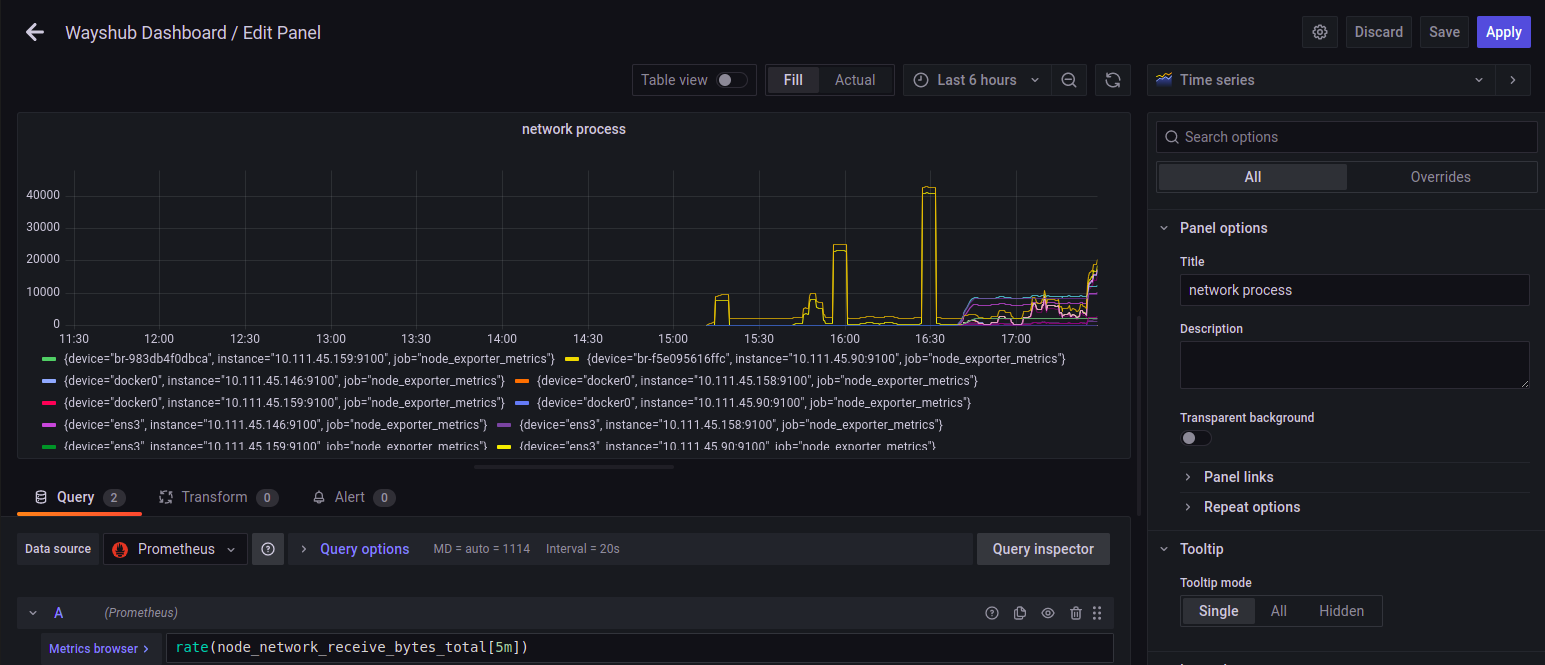 Wayshub Dashboard / Edit Panel
Discard
Save
Apply
Table view
Fill
Actual
Last 6 hours
Time series
network process
40000
30000
20000
10000
0
11:30 12:00 12:30 13:00 13:30 14:00 14:30 15:00 15:30 16:00 16:30 17:00
{device="br-983db4f0dbca", instance="10.111.45.159:9100", job="node_exporter_metrics"} {device="br-f5e095616ffc", instance="10.111.45.90:9100", job="node_exporter_metrics"}
{device="docker0", instance="10.111.45.146:9100", job="node_exporter_metrics"} {device="docker0", instance="10.111.45.158:9100", job="node_exporter_metrics"}
{device="docker0", instance="10.111.45.159:9100", job="node_exporter_metrics"} {device="docker0", instance="10.111.45.90:9100", job="node_exporter_metrics"}
{device="ens3", instance="10.111.45.146:9100", job="node_exporter_metrics"} {device="ens3", instance="10.111.45.158:9100", job="node_exporter_metrics"}
{device="ens3", instance="10.111.45.159:9100", job="node_exporter_metrics"} {device="ens3", instance="10.111.45.90:9100", job="node_exporter_metrics"}
Query 2
Transform 0
Alert 0
Data source
Prometheus
Query options
MD = auto = 1114
Interval = 20s
Query inspector
A
(Prometheus)
Metrics browser
rate(node_network_receive_bytes_total[5m])
Search options
All
Overrides
Panel options
Title
network process
Description
Transparent background
Panel links
Repeat options
Tooltip
Tooltip mode
Single
All
Hidden